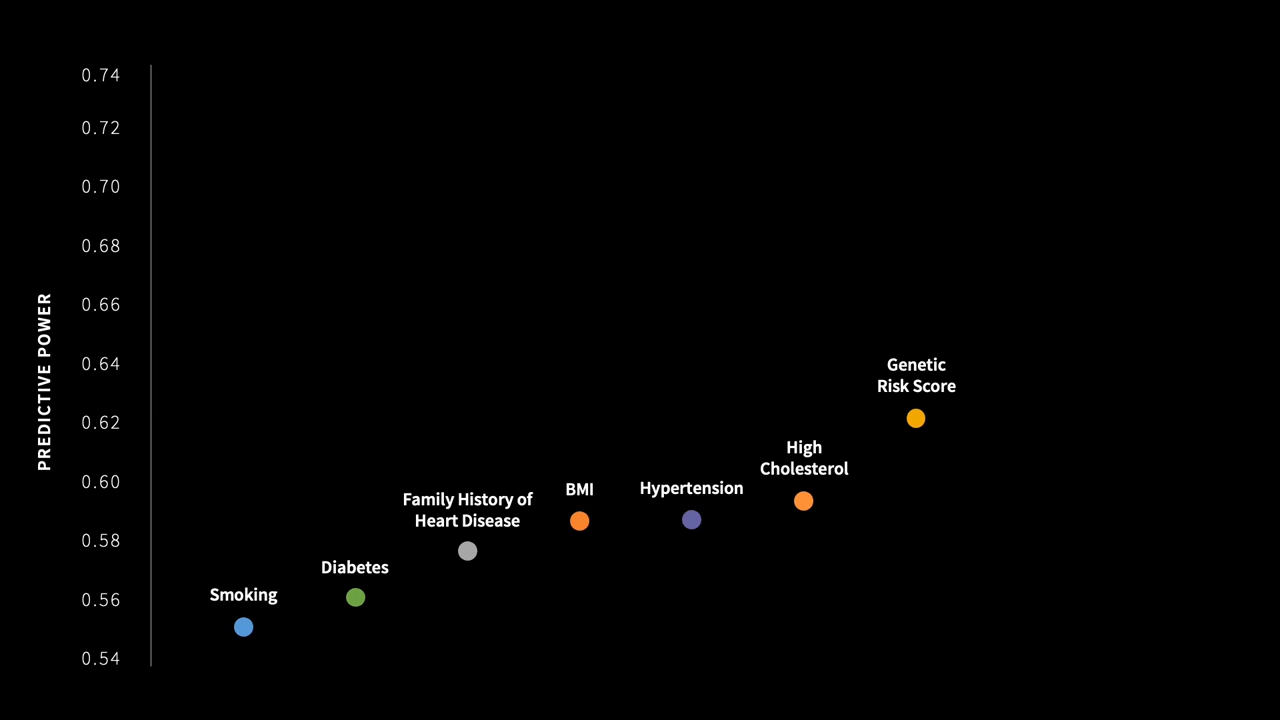 0.74
0.72
0.70
0.68
0.66
0.64
0.62
0.60
0.58
0.56
0.54
PREDICTIVE POWER
Smoking
Diabetes
Family History of
Heart Disease
BMI
Hypertension
High
Cholesterol
Genetic
Risk Score